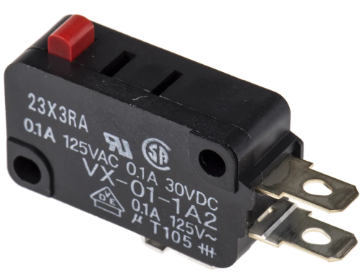 23X3RA
0.1A 125VAC 0.1A 30VDC
VX-01-1A2
0.1A 125V~
μ T105